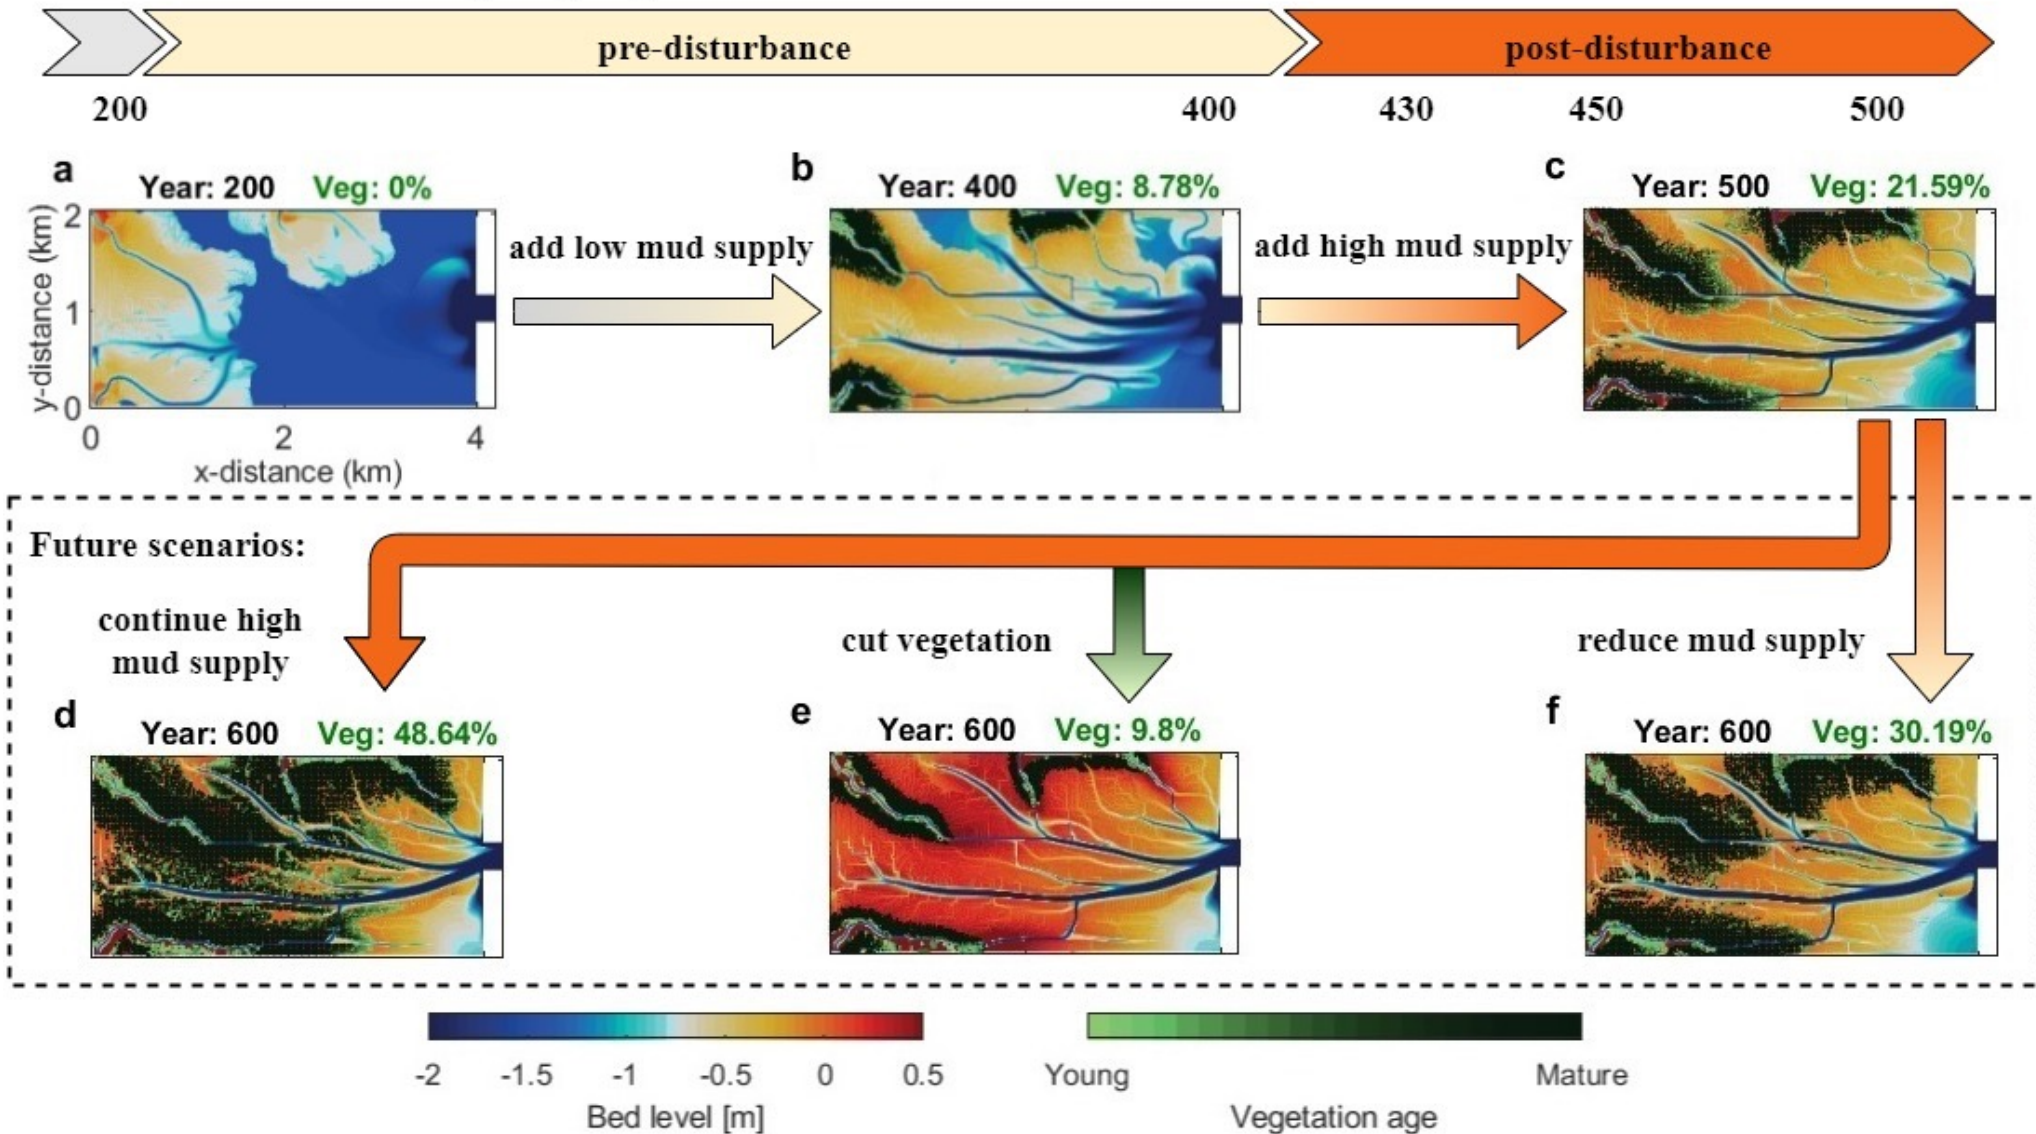 pre-disturbance
post-disturbance
200
400
430
450
500
a
Year: 200 Veg: 0%
b
Year: 400 Veg: 8.78%
c
Year: 500 Veg: 21.59%
y-distance (km)
2
1
0
0
2
4
x-distance (km)
add low mud supply
add high mud supply
Future scenarios:
continue high
mud supply
cut vegetation
reduce mud supply
d
Year: 600 Veg: 48.64%
e
Year: 600 Veg: 9.8%
f
Year: 600 Veg: 30.19%
-2
-1.5
-1
-0.5
0
0.5
Bed level [m]
Young
Mature
Vegetation age